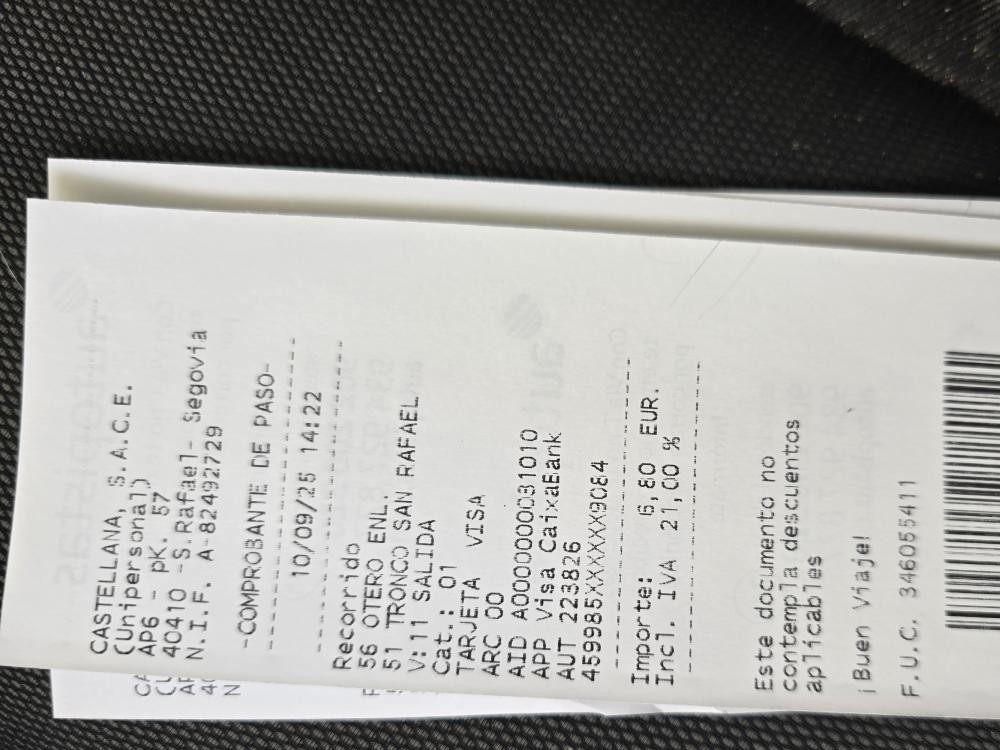 CASTELLANA, S.A.C.E.
(Unipersonal)
AP6 - pK. 57
40410 -S.Rafael- Segovia
N.I.F. A-82492729
-COMPROBANTE DE PASO-
10/09/25 14:22
Recorrido
56 OTERO ENL.
51 TRONCO SAN RAFAEL
V:11 SALIDA
Cat.: 01
TARJETA VISA
ARC 00
AID A0000000031010
APP Visa CaixaBank
AUT 223826
459985XXXXXX9084
Importe: 6,80 EUR.
Incl. IVA 21,00 %
Este documento no
contempla descuentos
aplicables
¡Buen Viaje!
F.U.C. 346055411